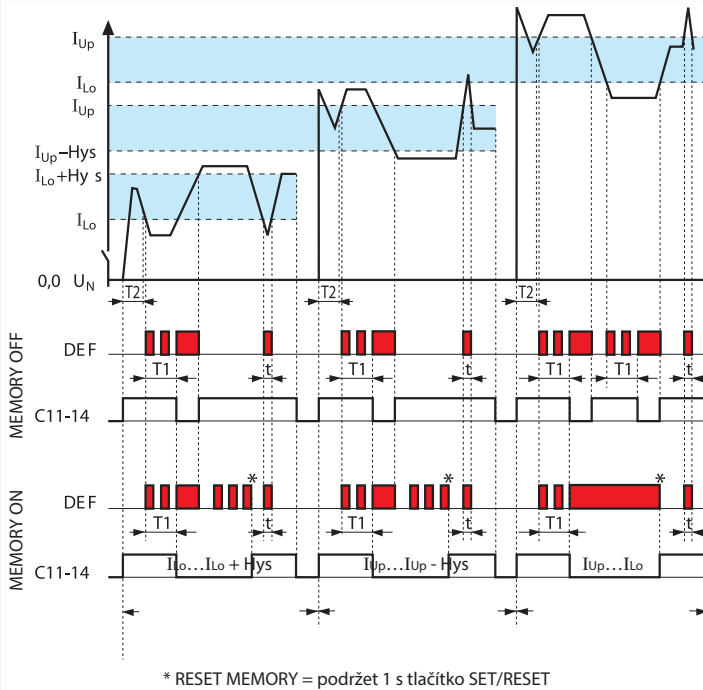 IUp
ILo
IUp
IUp–Hys
ILo+Hy s
ILo
0,0 UN
T2 T2 T2
MEMORY OFF
DEF
T1 t T1 t T1 T1 t
C11-14
MEMORY ON
DEF
* * *
T1 t T1 t T1 t
C11-14
ILo...ILo + Hys IUp...IUp - Hys IUp...ILo
* RESET MEMORY = podržet 1 s tlačítko SET/RESET